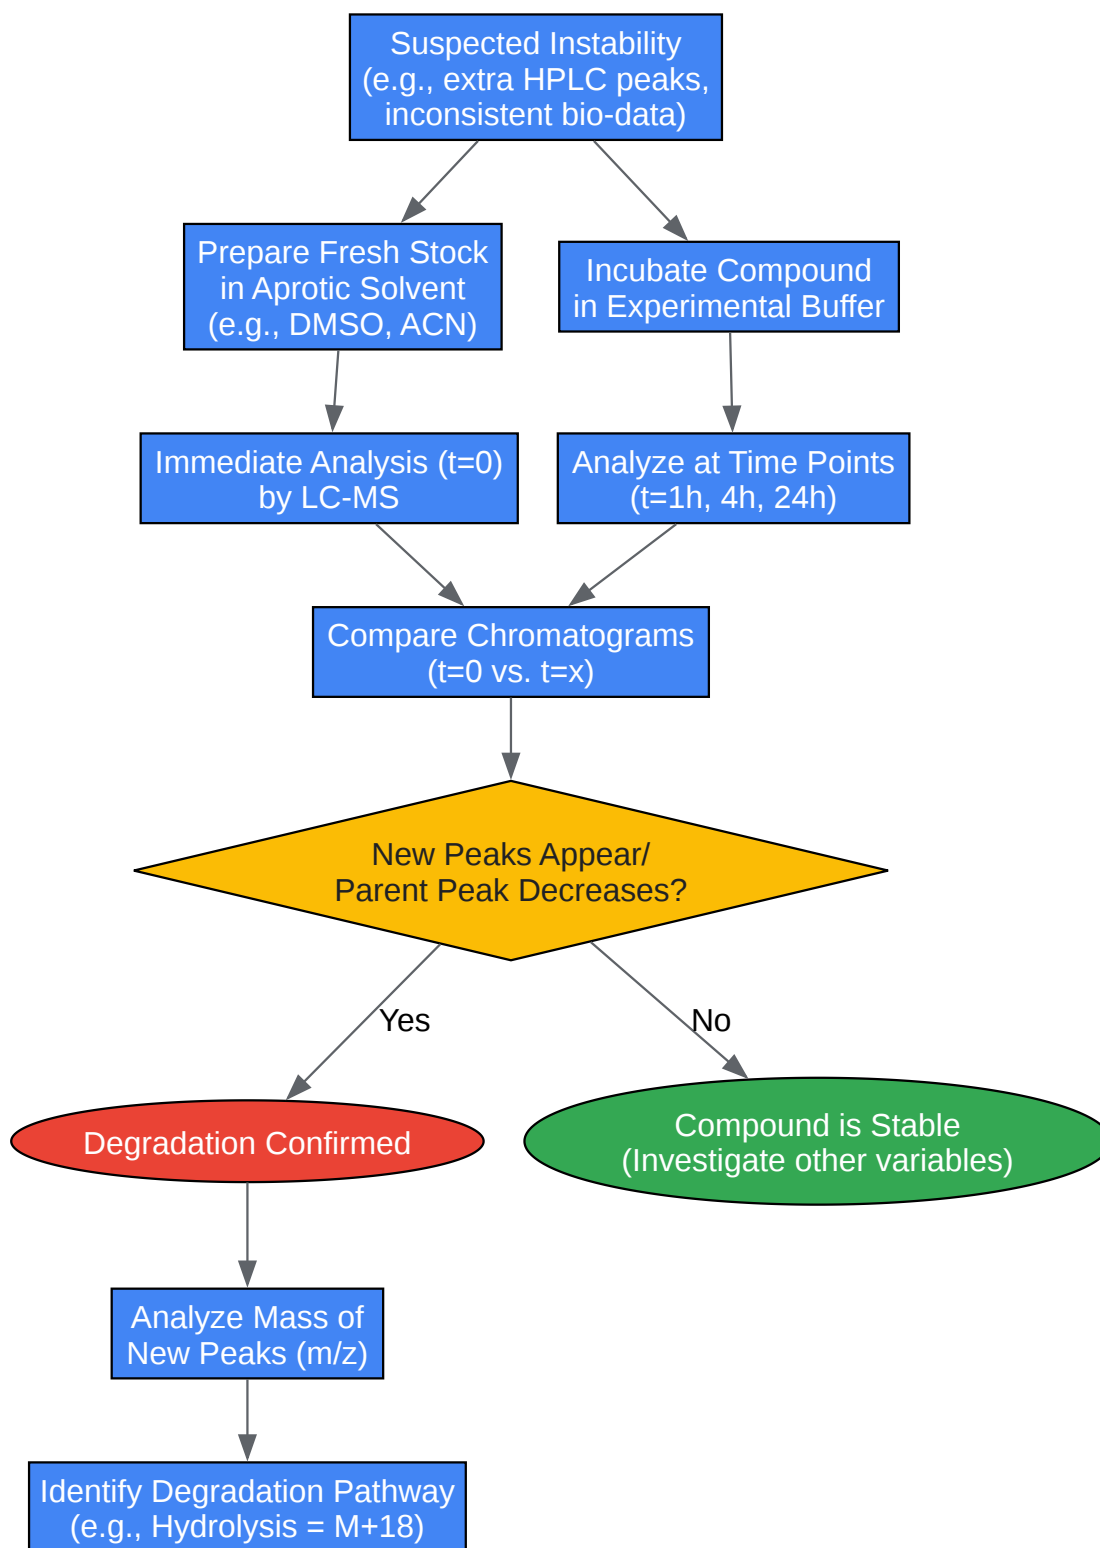 Suspected Instability
(e.g., extra HPLC peaks,
inconsistent bio-data)
Prepare Fresh Stock
in Aprotic Solvent
(e.g., DMSO, ACN)
Incubate Compound
in Experimental Buffer
Immediate Analysis (t=0)
by LC-MS
Analyze at Time Points
(t=1h, 4h, 24h)
Compare Chromatograms
(t=0 vs. t=x)
New Peaks Appear/
Parent Peak Decreases?
Yes
No
Degradation Confirmed
Compound is Stable
(Investigate other variables)
Analyze Mass of
New Peaks (m/z)
Identify Degradation Pathway
(e.g., Hydrolysis = M+18)